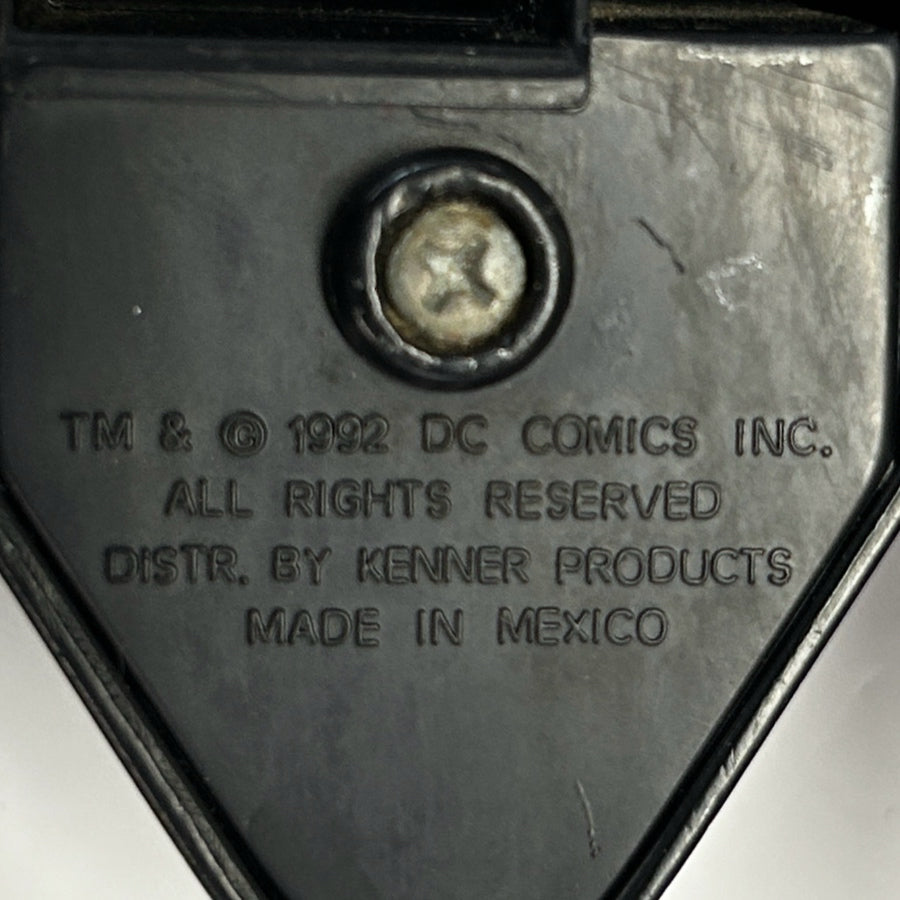 TM & © 1992 DC COMICS INC.
ALL RIGHTS RESERVED
DISTR. BY KENNER PRODUCTS
MADE IN MEXICO